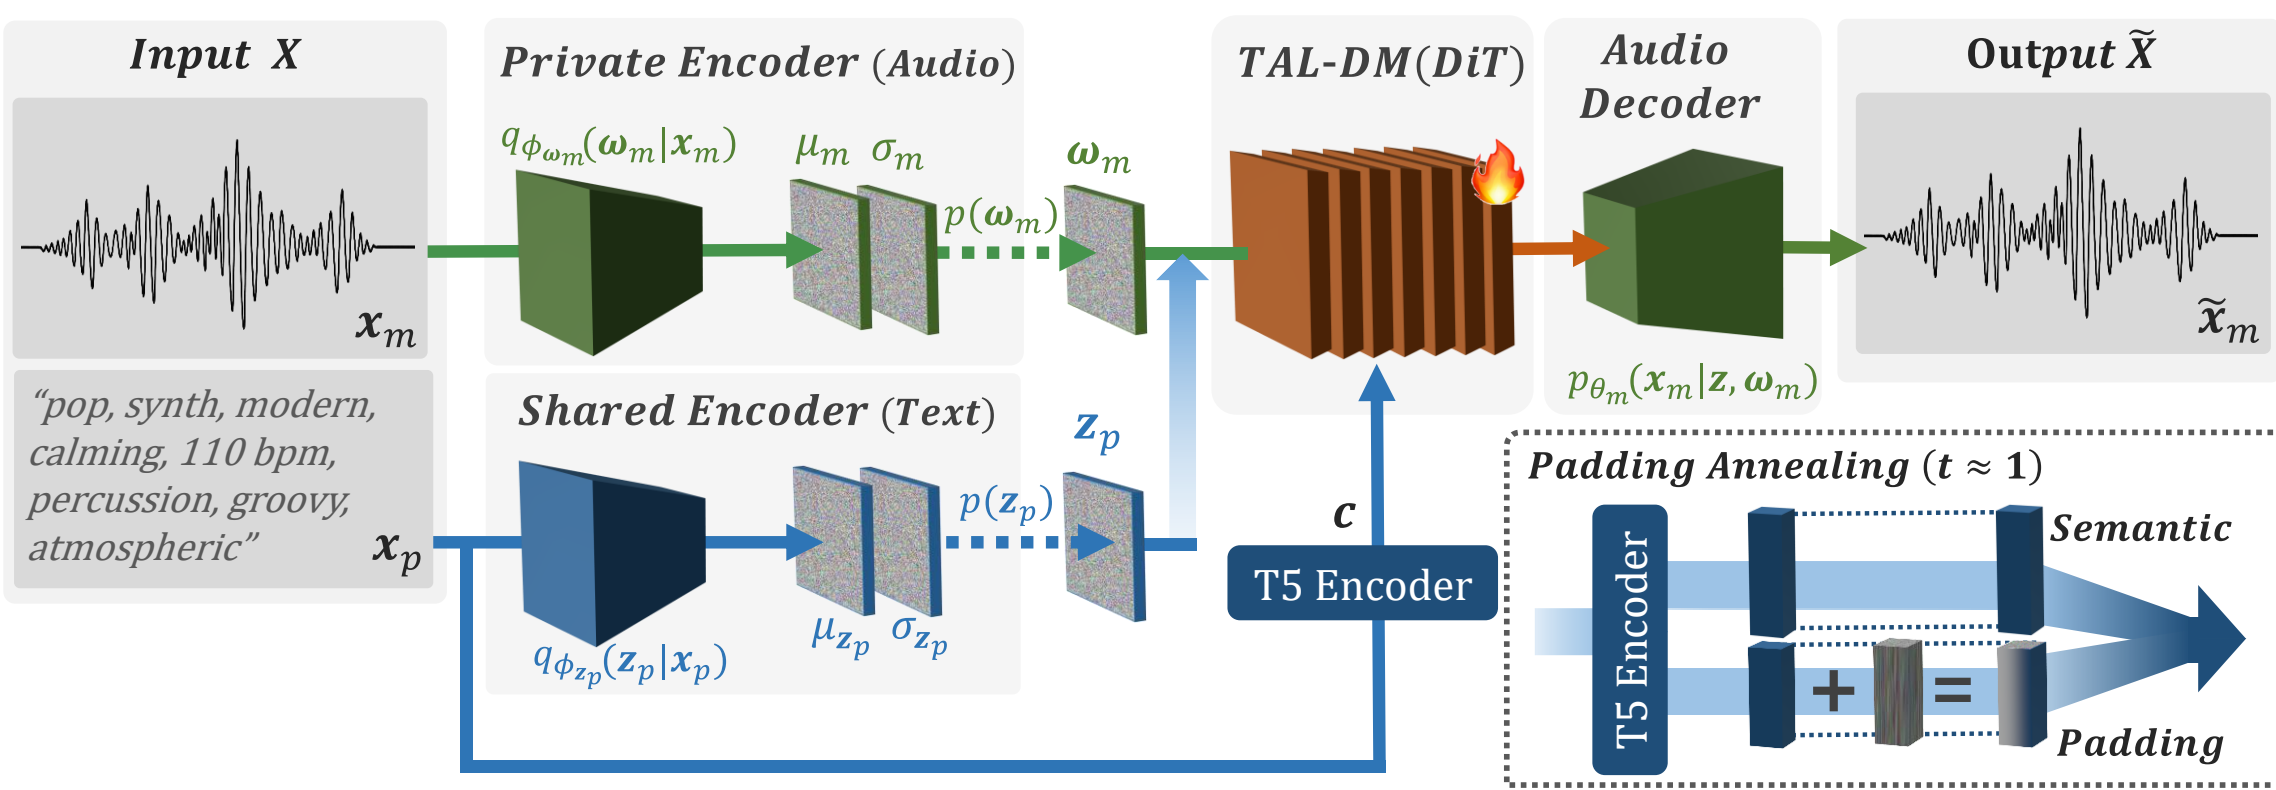 Input X
x_m
"pop, synth, modern,
calming, 110 bpm,
percussion, groovy,
atmospheric"
x_p
Private Encoder (Audio)
q_{ϕ_{ω_m}}(ω_m|x_m)
μ_m
σ_m
p(ω_m)
ω_m
Shared Encoder (Text)
q_{ϕ_{z_p}}(z_p|x_p)
μ_{z_p}
σ_{z_p}
p(z_p)
z_p
TAL-DM(DiT)
c
T5 Encoder
Audio
Decoder
p_{θ_m}(x_m|z, ω_m)
Output X̃
x̃_m
Padding Annealing (t ≈ 1)
T5 Encoder
Semantic
+
=
Padding